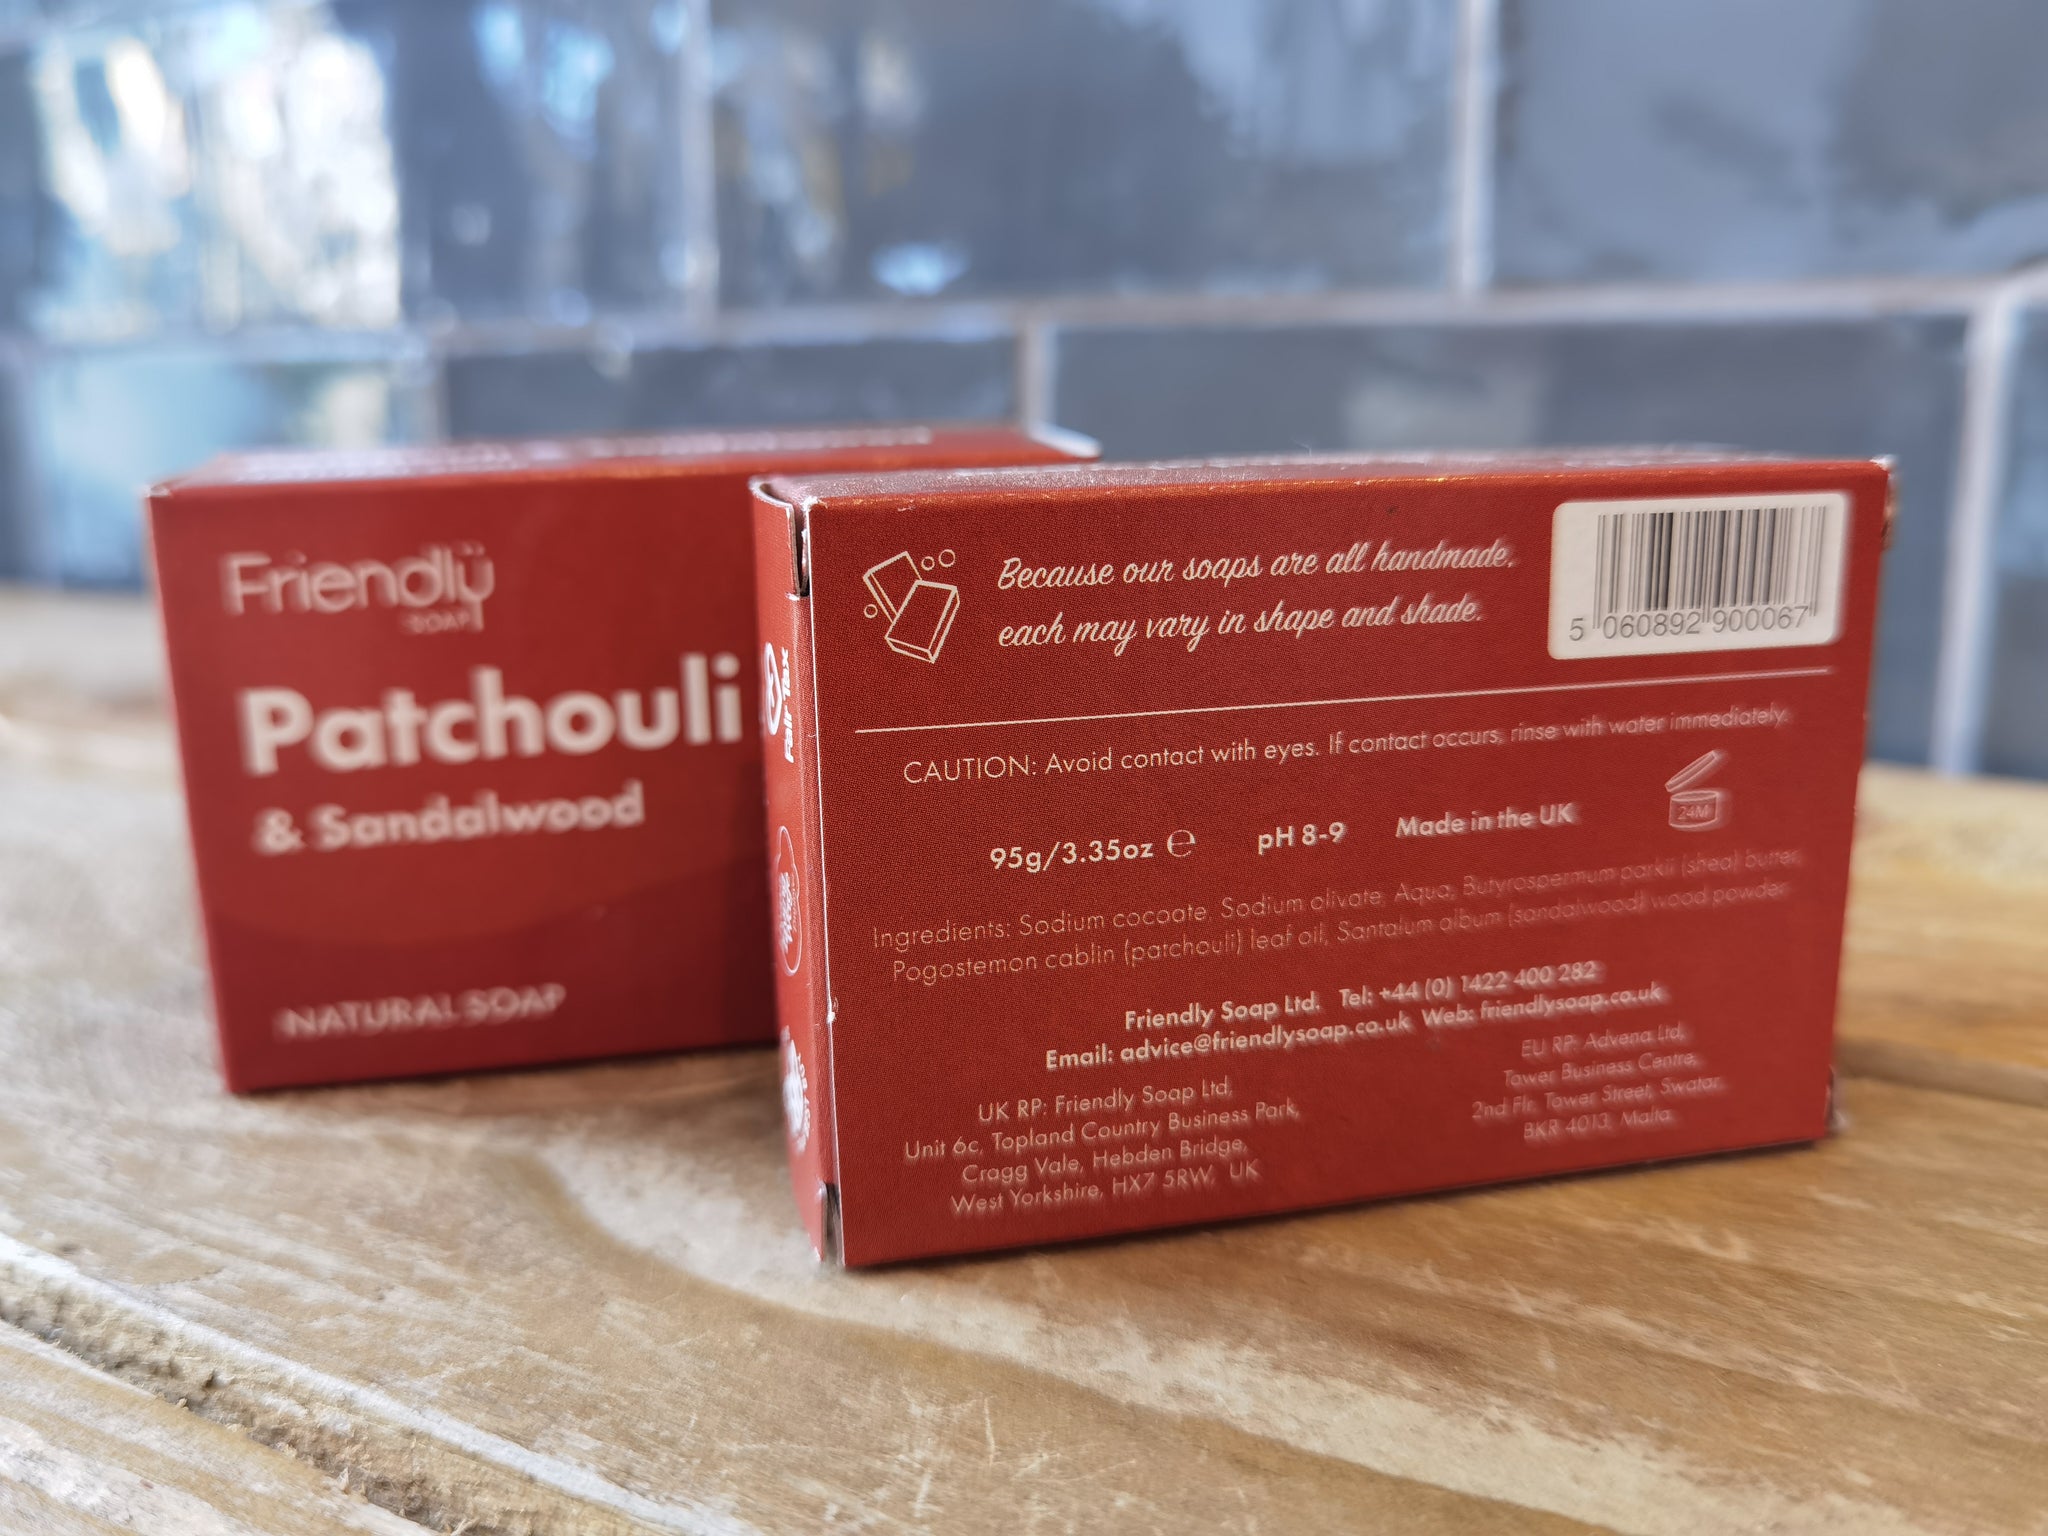 Friendlÿ
SOAP
Patchouli
& Sandalwood
NATURAL SOAP
Fair Tax
Because our soaps are all handmade,
each may vary in shape and shade.
5 060892 900067
CAUTION: Avoid contact with eyes. If contact occurs, rinse with water immediately.
95g/3.35oz ℮ pH 8-9 Made in the UK 24M
Ingredients: Sodium cocoate, Sodium olivate, Aqua, Butyrospermum parkii (shea) butter,
Pogostemon cablin (patchouli) leaf oil, Santalum album (sandalwood) wood powder
Friendly Soap Ltd. Tel: +44 (0) 1422 400 282
Email: advice@friendlysoap.co.uk Web: friendlysoap.co.uk
UK RP: Friendly Soap Ltd,
Unit 6c, Topland Country Business Park,
Cragg Vale, Hebden Bridge,
West Yorkshire, HX7 5RW, UK
EU RP: Advena Ltd,
Tower Business Centre,
2nd Flr, Tower Street, Swatar,
BKR 4013, Malta.